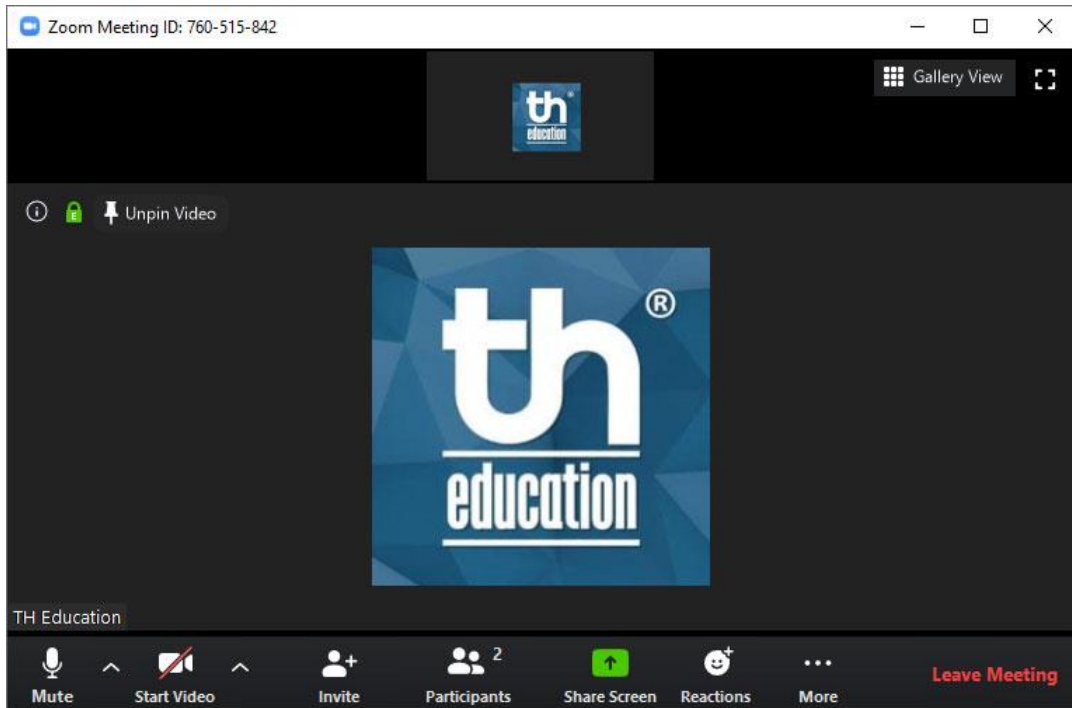 Zoom Meeting ID: 760-515-842
th®
education
Gallery View
E
Unpin Video
th®
education
TH Education
2
Mute
Start Video
Invite
Participants
Share Screen
Reactions
More
Leave Meeting